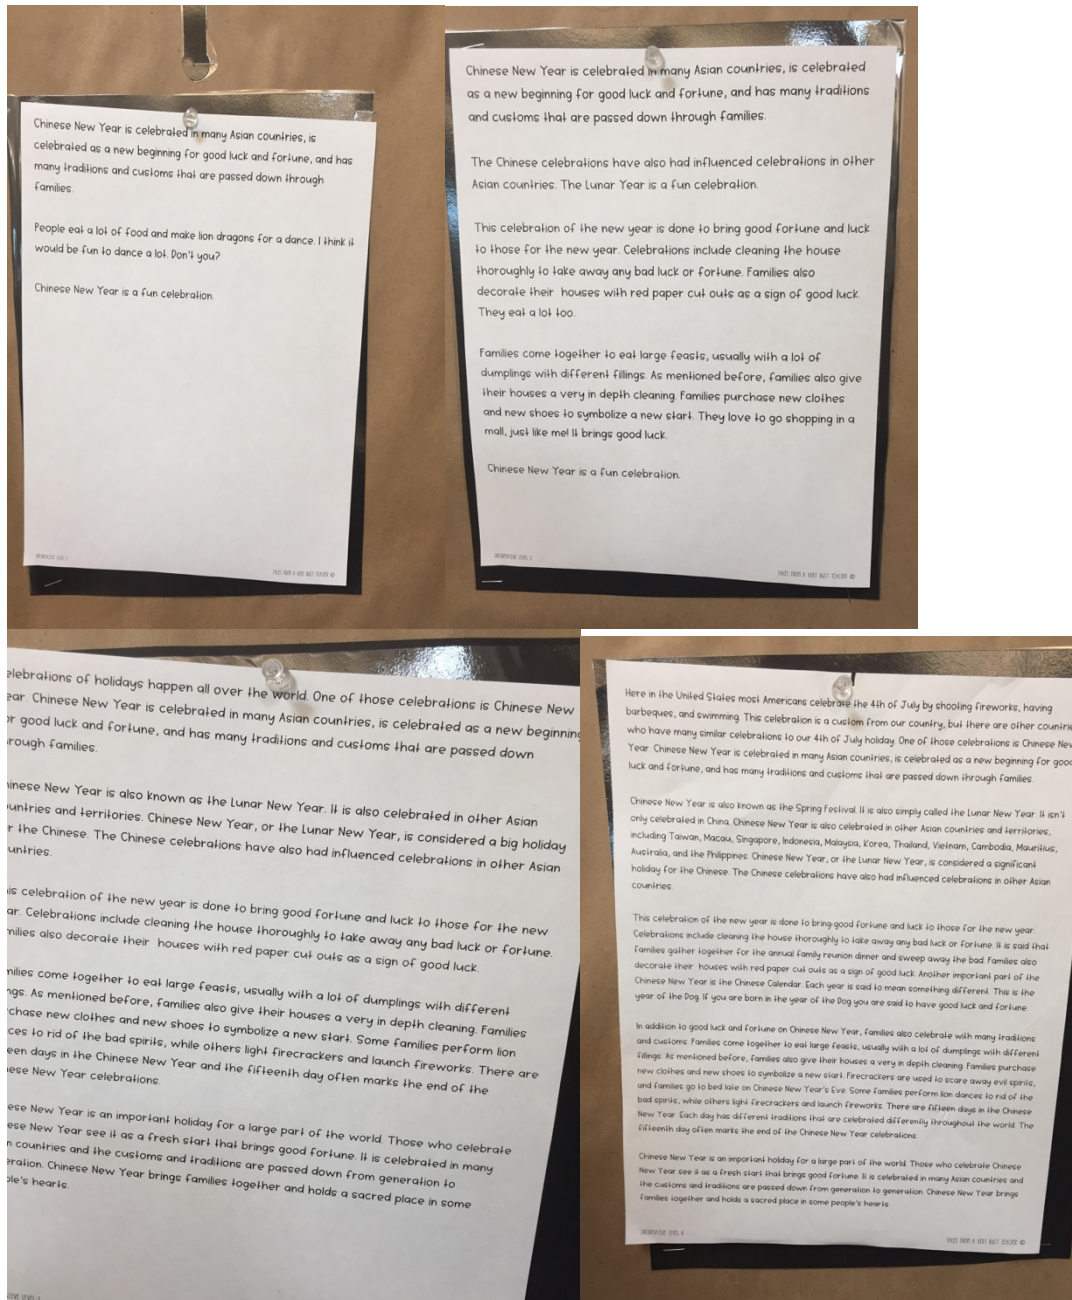 Chinese New Year is celebrated in many Asian countries, is
celebrated as a new beginning for good luck and fortune, and has
many traditions and customs that are passed down through
families.
People eat a lot of food and make lion dragons for a dance. I think it
would be fun to dance a lot. Don't you?
Chinese New Year is a fun celebration.
INFORMATIVE LEVEL 1
TALES FROM A VERY BUSY TEACHER ©
Chinese New Year is celebrated in many Asian countries, is celebrated
as a new beginning for good luck and fortune, and has many traditions
and customs that are passed down through families.
The Chinese celebrations have also had influenced celebrations in other
Asian countries. The Lunar Year is a fun celebration.
This celebration of the new year is done to bring good fortune and luck
to those for the new year. Celebrations include cleaning the house
thoroughly to take away any bad luck or fortune. Families also
decorate their houses with red paper cut outs as a sign of good luck.
They eat a lot too.
Families come together to eat large feasts, usually with a lot of
dumplings with different fillings. As mentioned before, families also give
their houses a very in depth cleaning. Families purchase new clothes
and new shoes to symbolize a new start. They love to go shopping in a
mall, just like me! It brings good luck.
Chinese New Year is a fun celebration.
INFORMATIVE LEVEL 2
TALES FROM A VERY BUSY TEACHER ©
elebrations of holidays happen all over the world. One of those celebrations is Chinese New
ear. Chinese New Year is celebrated in many Asian countries, is celebrated as a new beginning
or good luck and fortune, and has many traditions and customs that are passed down
rough families.
inese New Year is also known as the Lunar New Year. It is also celebrated in other Asian
untries and territories. Chinese New Year, or the Lunar New Year, is considered a big holiday
r the Chinese. The Chinese celebrations have also had influenced celebrations in other Asian
untries.
is celebration of the new year is done to bring good fortune and luck to those for the new
ar. Celebrations include cleaning the house thoroughly to take away any bad luck or fortune.
milies also decorate their houses with red paper cut outs as a sign of good luck.
milies come together to eat large feasts, usually with a lot of dumplings with different
ngs. As mentioned before, families also give their houses a very in depth cleaning. Families
chase new clothes and new shoes to symbolize a new start. Some families perform lion
ces to rid of the bad spirits, while others light firecrackers and launch fireworks. There are
een days in the Chinese New Year and the fifteenth day often marks the end of the
ese New Year celebrations.
ese New Year is an important holiday for a large part of the world. Those who celebrate
ese New Year see it as a fresh start that brings good fortune. It is celebrated in many
n countries and the customs and traditions are passed down from generation to
eration. Chinese New Year brings families together and holds a sacred place in some
ple's hearts.
Here in the United States most Americans celebrate the 4th of July by shooting fireworks, having
barbeques, and swimming. This celebration is a custom from our country, but there are other countrie
who have many similar celebrations to our 4th of July holiday. One of those celebrations is Chinese New
Year. Chinese New Year is celebrated in many Asian countries, is celebrated as a new beginning for good
luck and fortune, and has many traditions and customs that are passed down through families.
Chinese New Year is also known as the Spring Festival. It is also simply called the Lunar New Year. It isn't
only celebrated in China. Chinese New Year is also celebrated in other Asian countries and territories,
including Taiwan, Macau, Singapore, Indonesia, Malaysia, Korea, Thailand, Vietnam, Cambodia, Mauritius,
Australia, and the Philippines. Chinese New Year, or the Lunar New Year, is considered a significant
holiday for the Chinese. The Chinese celebrations have also had influenced celebrations in other Asian
countries.
This celebration of the new year is done to bring good fortune and luck to those for the new year.
Celebrations include cleaning the house thoroughly to take away any bad luck or fortune. It is said that
families gather together for the annual family reunion dinner and sweep away the bad. Families also
decorate their houses with red paper cut outs as a sign of good luck. Another important part of the
Chinese New Year is the Chinese Calendar. Each year is said to mean something different. This is the
year of the Dog. If you are born in the year of the Dog you are said to have good luck and fortune.
In addition to good luck and fortune on Chinese New Year, families also celebrate with many traditions
and customs. Families come together to eat large feasts, usually with a lot of dumplings with different
fillings. As mentioned before, families also give their houses a very in depth cleaning. Families purchase
new clothes and new shoes to symbolize a new start. Firecrackers are used to scare away evil spirits,
and families go to bed late on Chinese New Year's Eve. Some families perform lion dances to rid of the
bad spirits, while others light firecrackers and launch fireworks. There are fifteen days in the Chinese
New Year. Each day has different traditions that are celebrated differently throughout the world. The
fifteenth day often marks the end of the Chinese New Year celebrations.
Chinese New Year is an important holiday for a large part of the world. Those who celebrate Chinese
New Year see it as a fresh start that brings good fortune. It is celebrated in many Asian countries and
the customs and traditions are passed down from generation to generation. Chinese New Year brings
families together and holds a sacred place in some people's hearts.
INFORMATIVE LEVEL 4
TALES FROM A VERY BUSY TEACHER ©